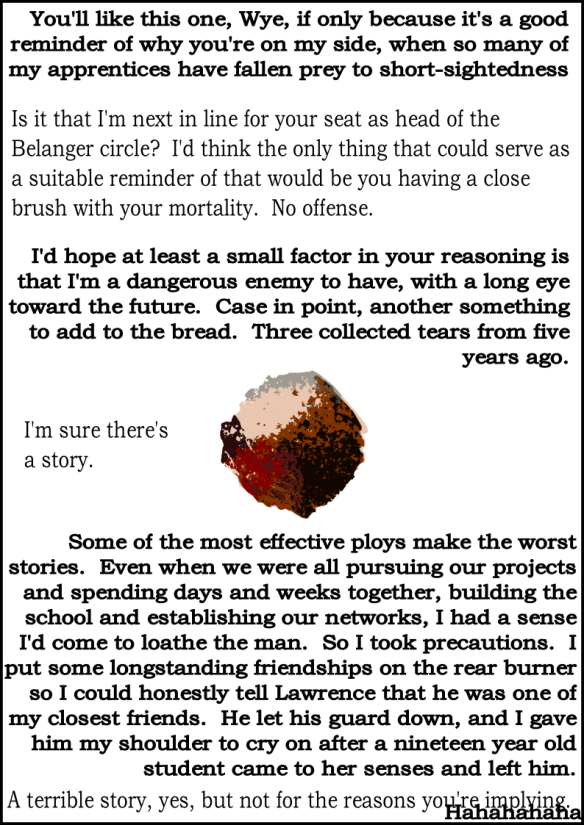 You'll like this one, Wye, if only because it's a good
reminder of why you're on my side, when so many of
my apprentices have fallen prey to short-sightedness
Is it that I'm next in line for your seat as head of the
Belanger circle?  I'd think the only thing that could serve as
a suitable reminder of that would be you having a close
brush with your mortality.  No offense.
I'd hope at least a small factor in your reasoning is
that I'm a dangerous enemy to have, with a long eye
toward the future.  Case in point, another something
to add to the bread.  Three collected tears from five
years ago.
I'm sure there's
a story.
Some of the most effective ploys make the worst
stories.  Even when we were all pursuing our projects
and spending days and weeks together, building the
school and establishing our networks, I had a sense
I'd come to loathe the man.  So I took precautions.  I
put some longstanding friendships on the rear burner
so I could honestly tell Lawrence that he was one of
my closest friends.  He let his guard down, and I gave
him my shoulder to cry on after a nineteen year old
student came to her senses and left him.
A terrible story, yes, but not for the reasons you're implying.
Hahahahaha